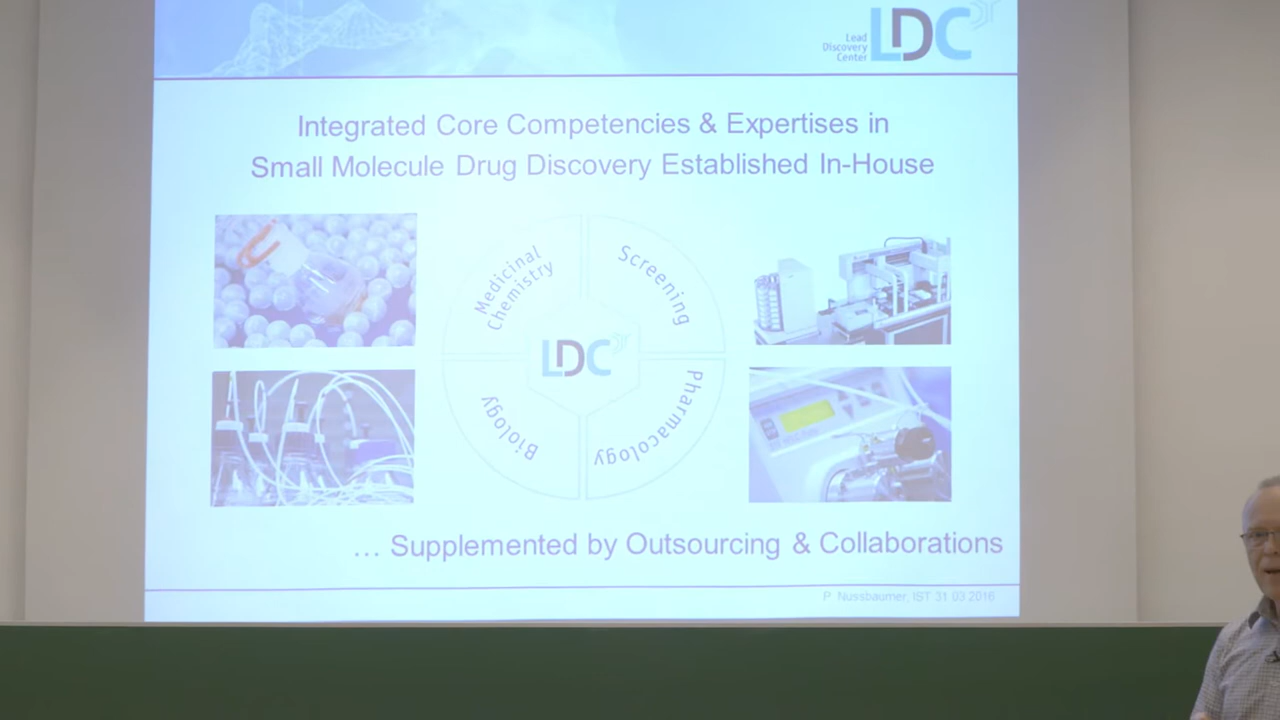 Lead
Discovery
Center
LDC
Integrated Core Competencies & Expertises in
Small Molecule Drug Discovery Established In-House
Medicinal
Chemistry
Screening
LDC
Biology
Pharmacology
… Supplemented by Outsourcing & Collaborations
P. Nussbaumer, IST 31.03.2016